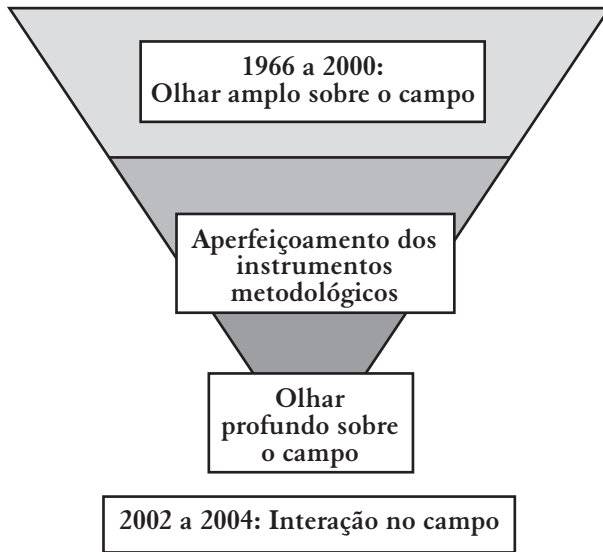 1966 a 2000:
Olhar amplo sobre o campo
Aperfeiçoamento dos
instrumentos
metodológicos
Olhar
profundo sobre
o campo
2002 a 2004: Interação no campo